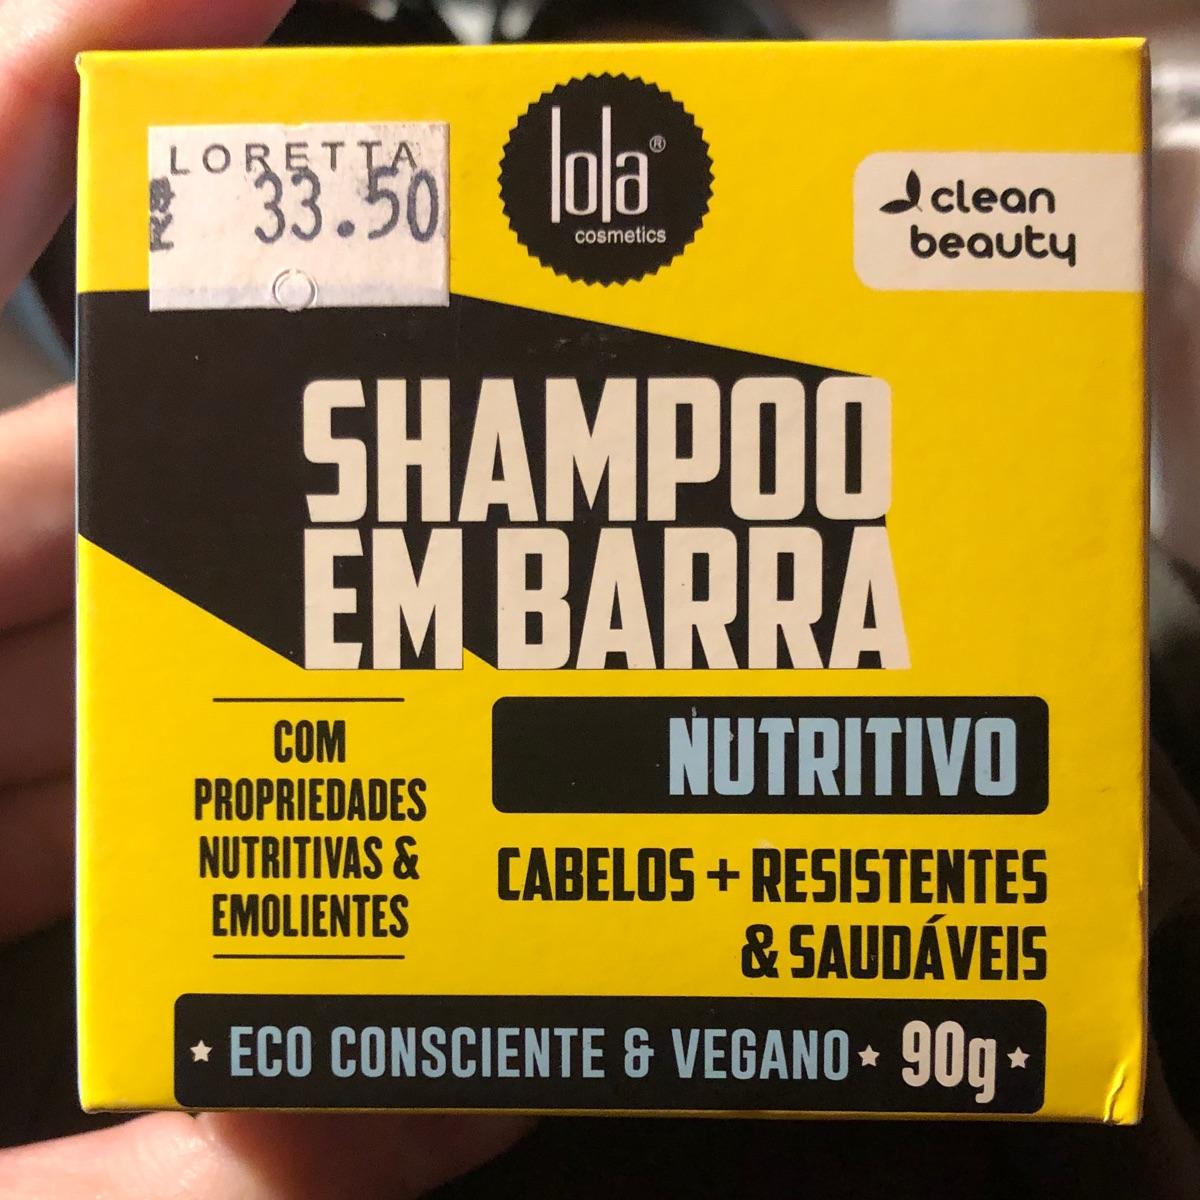 LORETTA
R$ 33.50
lola®
cosmetics
clean
beauty
SHAMPOO
EM BARRA
COM
PROPRIEDADES
NUTRITIVAS &
EMOLIENTES
NUTRITIVO
CABELOS + RESISTENTES
& SAUDÁVEIS
ECO CONSCIENTE & VEGANO 90g